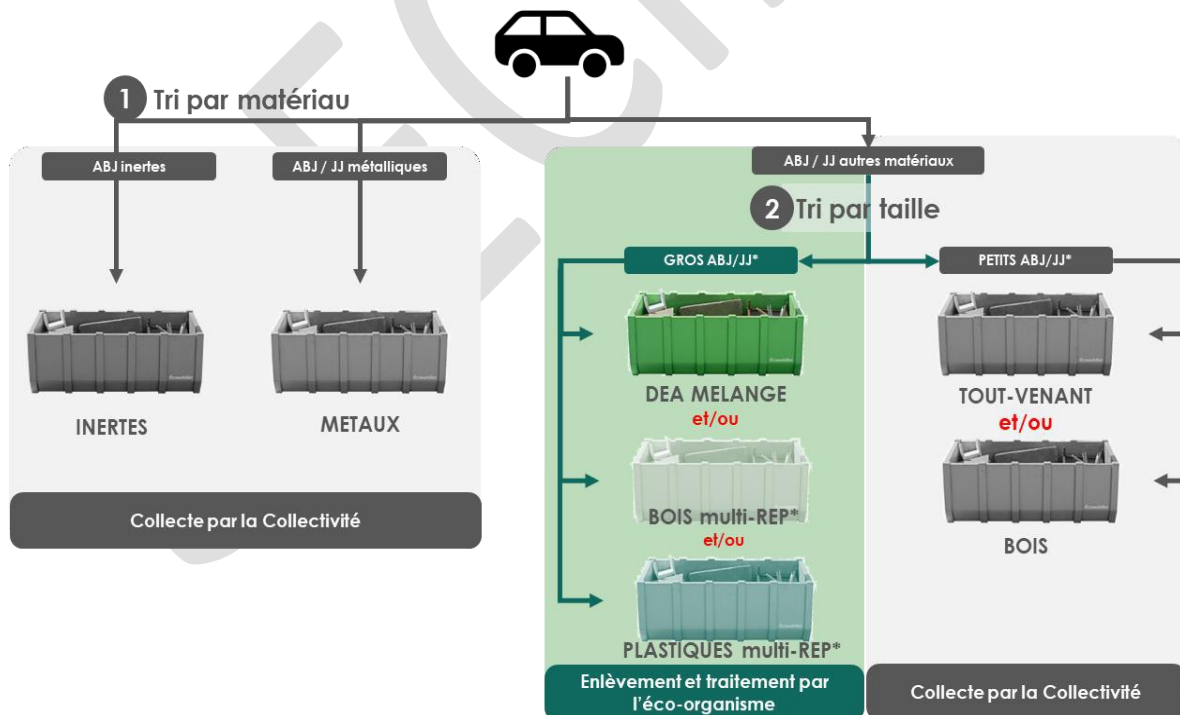 1 Tri par matériau
ABJ inertes
ABJ / JJ métalliques
ABJ / JJ autres matériaux
2 Tri par taille
GROS ABJ/JJ*
PETITS ABJ/JJ*
INERTES
METAUX
DEA MELANGE
et/ou
BOIS multi-REP*
et/ou
PLASTIQUES multi-REP*
TOUT-VENANT
et/ou
BOIS
Collecte par la Collectivité
Enlèvement et traitement par
l'éco-organisme
Collecte par la Collectivité